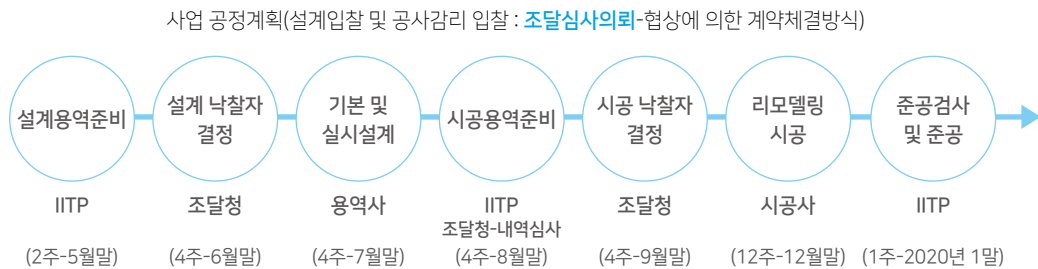 사업 공정계획(설계입찰 및 공사감리 입찰 : 조달심사의뢰-협상에 의한 계약체결방식)
설계용역준비
설계 낙찰자
결정
기본 및
실시설계
시공용역준비
시공 낙찰자
결정
리모델링
시공
준공검사
및 준공
IITP
조달청
용역사
IITP
조달청-내역심사
조달청
시공사
IITP
(2주-5월말)
(4주-6월말)
(4주-7월말)
(4주-8월말)
(4주-9월말)
(12주-12월말)
(1주-2020년 1말)